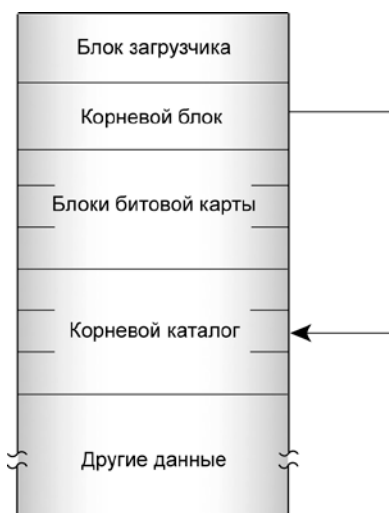 Блок загрузчика
Корневой блок
Блоки битовой карты
Корневой каталог
Другие данные